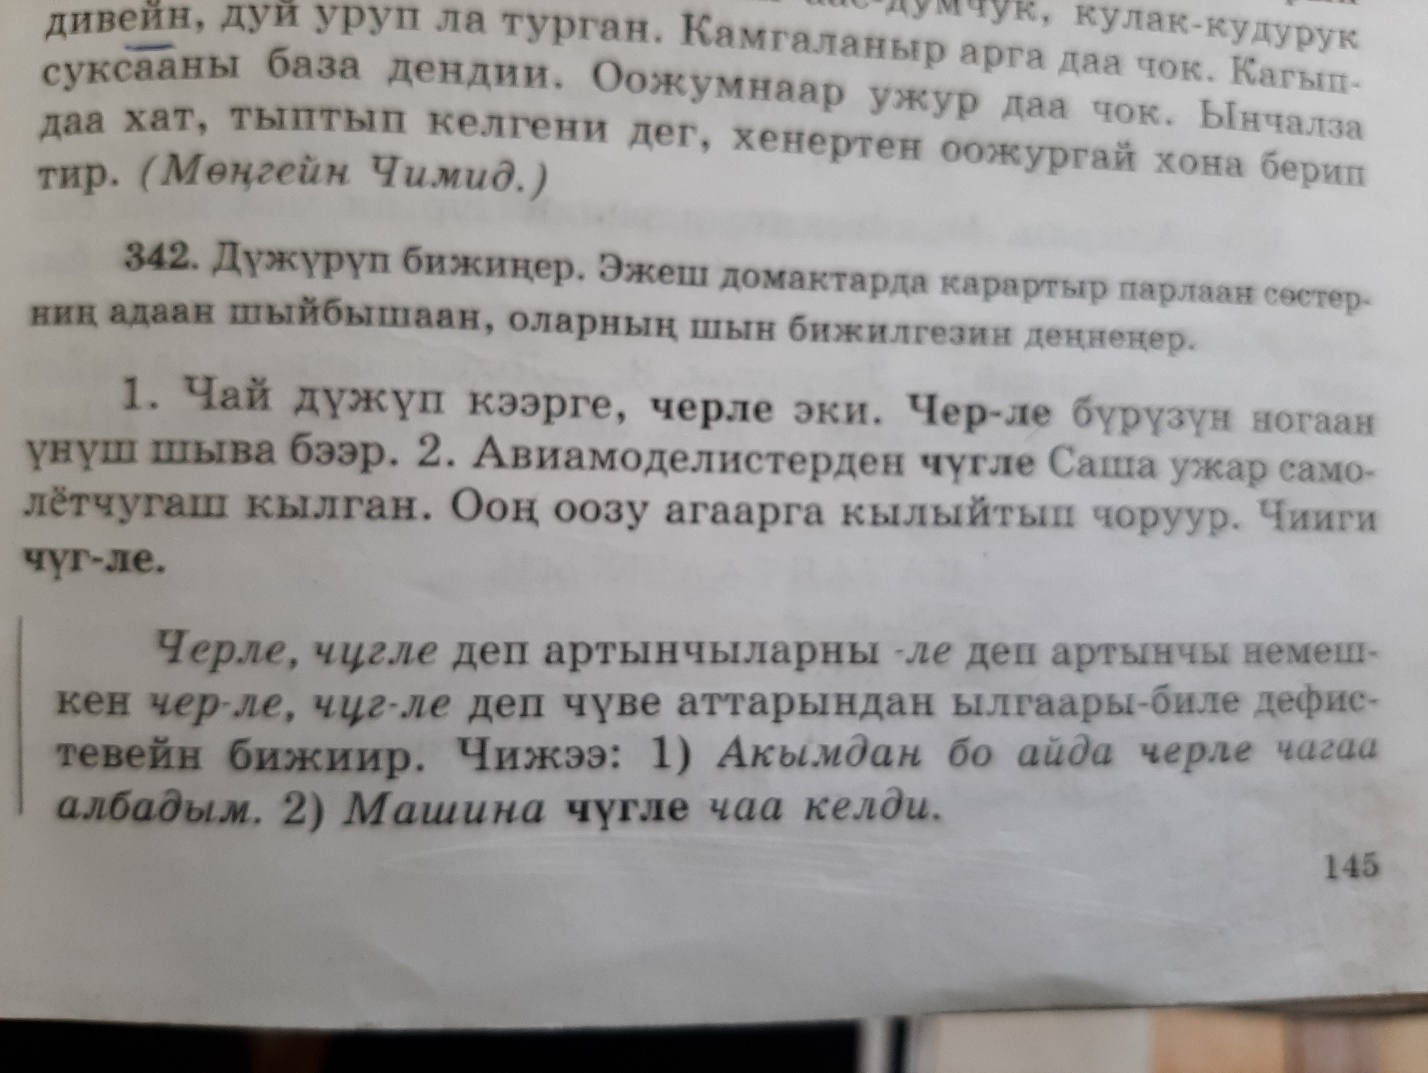 дивейн, дуй уруп ла турган. Камгаланыр арга даа чок. Кагып-
суксааны база дендии. Оожумнаар ужур даа чок. Ынчалза
даа хат, тыптып келгени дег, хенертен оожургай хона берип
тир. (Мөңгейн Чимид.)
342. Дүжүрүп бижиңер. Эжеш домактарда карартыр парлаан сөстер-
ниң адаан шыйбышаан, оларның шын бижилгезин деңнеңер.
1. Чай дүжүп кээрге, черле эки. Чер-ле бүрүзүн ногаан
үнүш шыва бээр. 2. Авиамоделистерден чүгле Саша ужар само-
лётчугаш кылган. Ооң оозу агаарга кылыйтып чоруур. Чииги
чүг-ле.
Черле, чүгле деп артынчыларны -ле деп артынчы немеш-
кен чер-ле, чүг-ле деп чүве аттарындан ылгаары-биле дефис-
тевейн бижиир. Чижээ: 1) Акымдан бо айда черле чагаа
албадым. 2) Машина чүгле чаа келди.
145